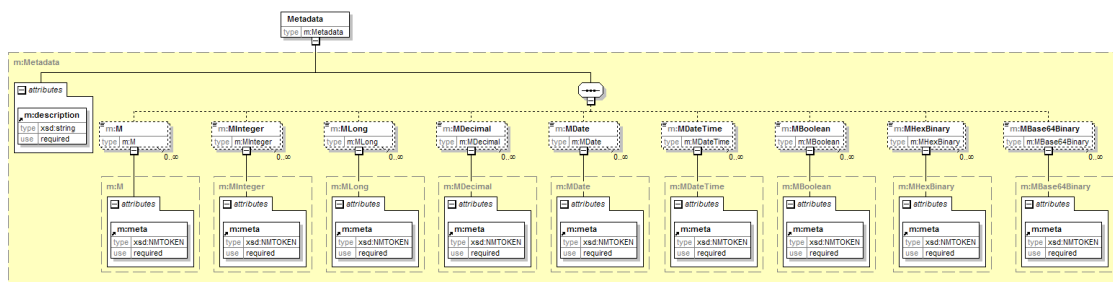 Metadata
type m:Metadata
m:Metadata
attributes
m:description
type xsd:string
use required
m:M
type m:M
0..∞
m:MInteger
type m:MInteger
0..∞
m:MLong
type m:MLong
0..∞
m:MDecimal
type m:MDecimal
0..∞
m:MDate
type m:MDate
0..∞
m:MDateTime
type m:MDateTime
0..∞
m:MBoolean
type m:MBoolean
0..∞
m:MHexBinary
type m:MHexBinary
0..∞
m:MBase64Binary
type m:MBase64Binary
0..∞
m:M
attributes
m:meta
type xsd:NMTOKEN
use required
m:MInteger
attributes
m:meta
type xsd:NMTOKEN
use required
m:MLong
attributes
m:meta
type xsd:NMTOKEN
use required
m:MDecimal
attributes
m:meta
type xsd:NMTOKEN
use required
m:MDate
attributes
m:meta
type xsd:NMTOKEN
use required
m:MDateTime
attributes
m:meta
type xsd:NMTOKEN
use required
m:MBoolean
attributes
m:meta
type xsd:NMTOKEN
use required
m:MHexBinary
attributes
m:meta
type xsd:NMTOKEN
use required
m:MBase64Binary
attributes
m:meta
type xsd:NMTOKEN
use required